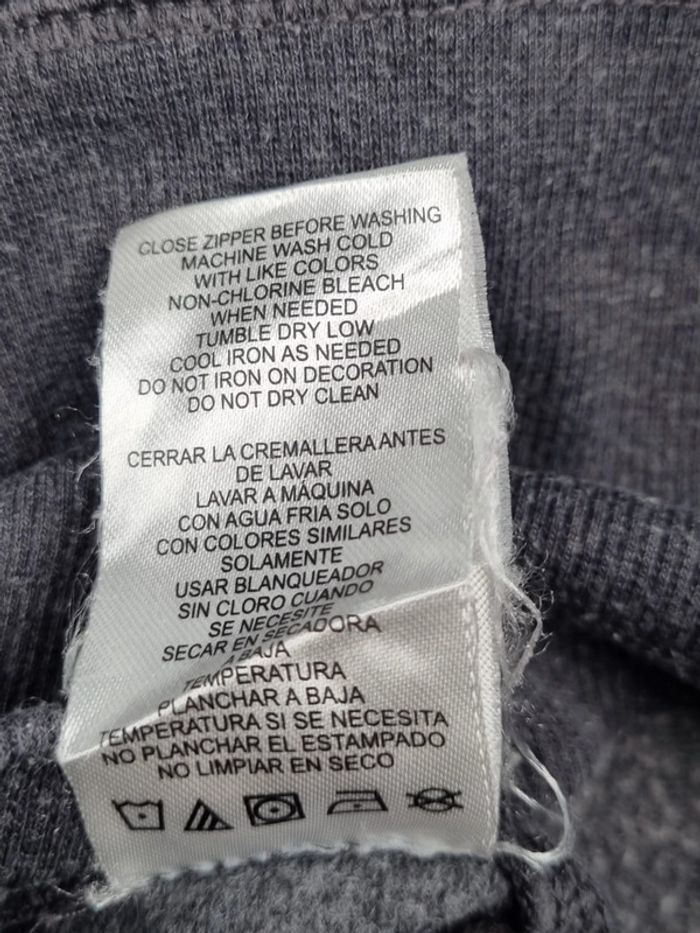 CLOSE ZIPPER BEFORE WASHING
MACHINE WASH COLD
WITH LIKE COLORS
NON-CHLORINE BLEACH
WHEN NEEDED
TUMBLE DRY LOW
COOL IRON AS NEEDED
DO NOT IRON ON DECORATION
DO NOT DRY CLEAN
CERRAR LA CREMALLERA ANTES
DE LAVAR
LAVAR A MÁQUINA
CON AGUA FRIA SOLO
CON COLORES SIMILARES
SOLAMENTE
USAR BLANQUEADOR
SIN CLORO CUANDO
SE NECESITE
SECAR EN SECADORA
A BAJA
TEMPERATURA
PLANCHAR A BAJA
TEMPERATURA SI SE NECESITA
NO PLANCHAR EL ESTAMPADO
NO LIMPIAR EN SECO